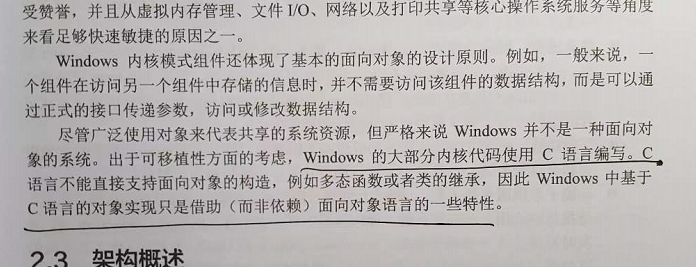 受赞誉，并且从虚拟内存管理、文件 I/O、网络以及打印共享等核心操作系统服务等角度
来看足够快速敏捷的原因之一。
Windows 内核模式组件还体现了基本的面向对象的设计原则。例如，一般来说，一
个组件在访问另一个组件中存储的信息时，并不需要访问该组件的数据结构，而是可以通
过正式的接口传递参数，访问或修改数据结构。
尽管广泛使用对象来代表共享的系统资源，但严格来说 Windows 并不是一种面向对
象的系统。出于可移植性方面的考虑，Windows 的大部分内核代码使用 C 语言编写。C
语言不能直接支持面向对象的构造，例如多态函数或者类的继承，因此 Windows 中基于
C 语言的对象实现只是借助（而非依赖）面向对象语言的一些特性。
2.3 架构概述